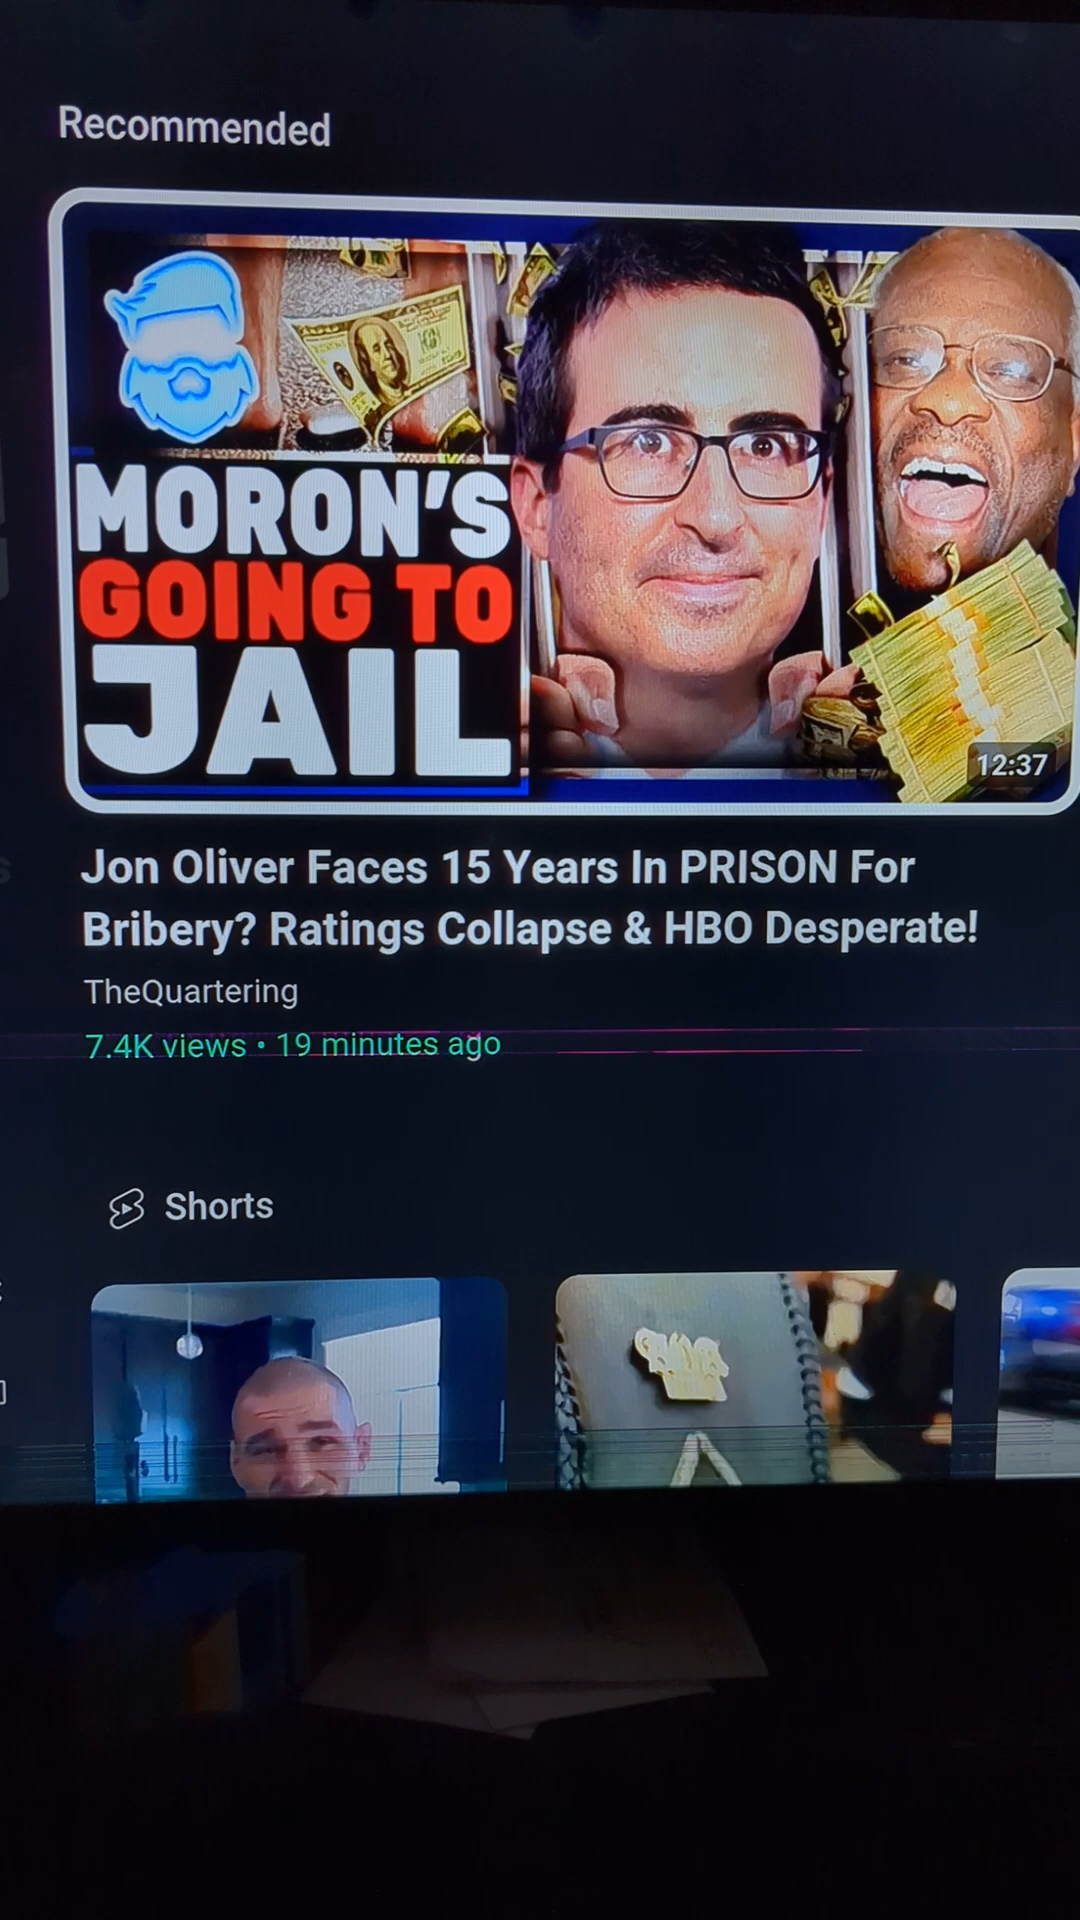 Recommended
MORON'S
GOING TO
JAIL
12:37
Jon Oliver Faces 15 Years In PRISON For
Bribery? Ratings Collapse & HBO Desperate!
TheQuartering
7.4K views • 19 minutes ago
Shorts